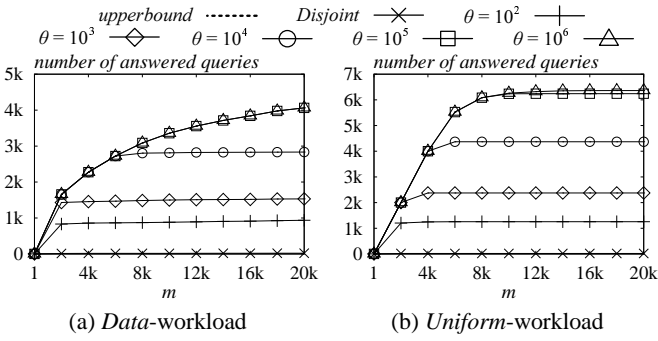 upperbound Disjoint θ = 10²
θ = 10³ θ = 10⁴ θ = 10⁵ θ = 10⁶
number of answered queries
5k
4k
3k
2k
1k
0
1 4k 8k 12k 16k 20k
m
(a) Data-workload
number of answered queries
7k
6k
5k
4k
3k
2k
1k
0
1 4k 8k 12k 16k 20k
m
(b) Uniform-workload